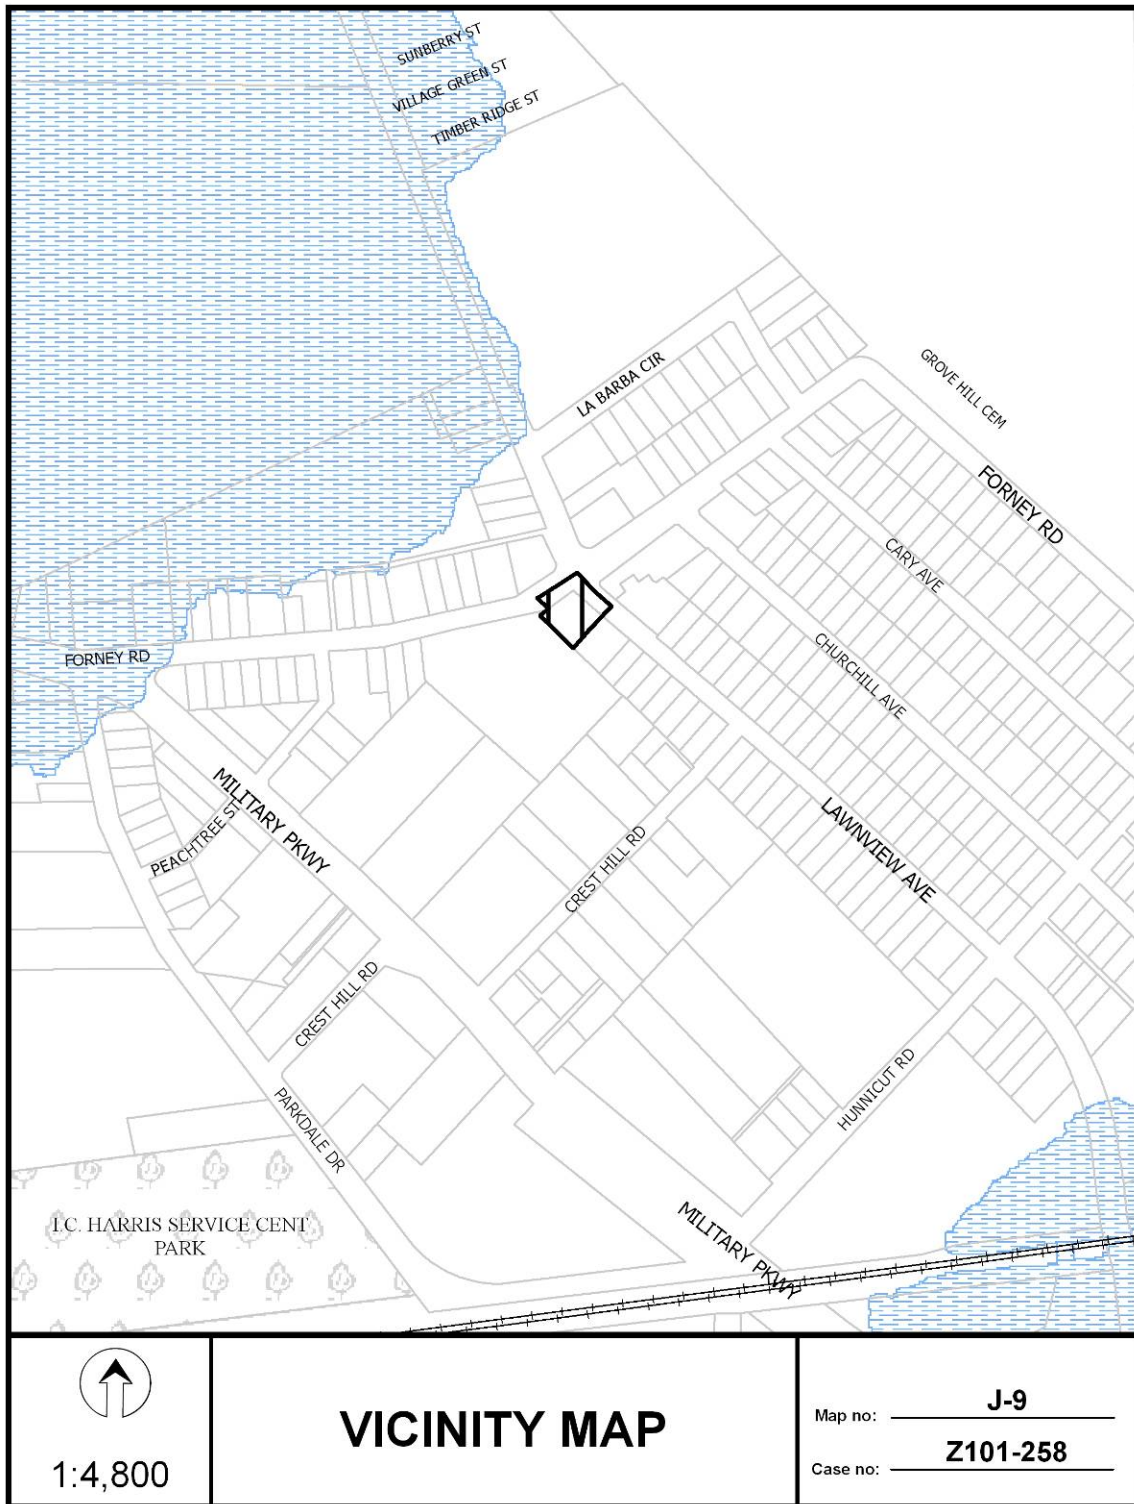 SUNBERRY ST
VILLAGE GREEN ST
TIMBER RIDGE ST
LA BARBA CIR
GROVE HILL CEM
FORNEY RD
CARY AVE
FORNEY RD
CHURCHILL AVE
MILITARY PKWY
PEACHTREE ST
LAWNVIEW AVE
CREST HILL RD
CREST HILL RD
HUNNICUT RD
PARKDALE DR
I.C. HARRIS SERVICE CENT
PARK
MILITARY PKWY
1:4,800
VICINITY MAP
Map no: J-9
Case no: Z101-258